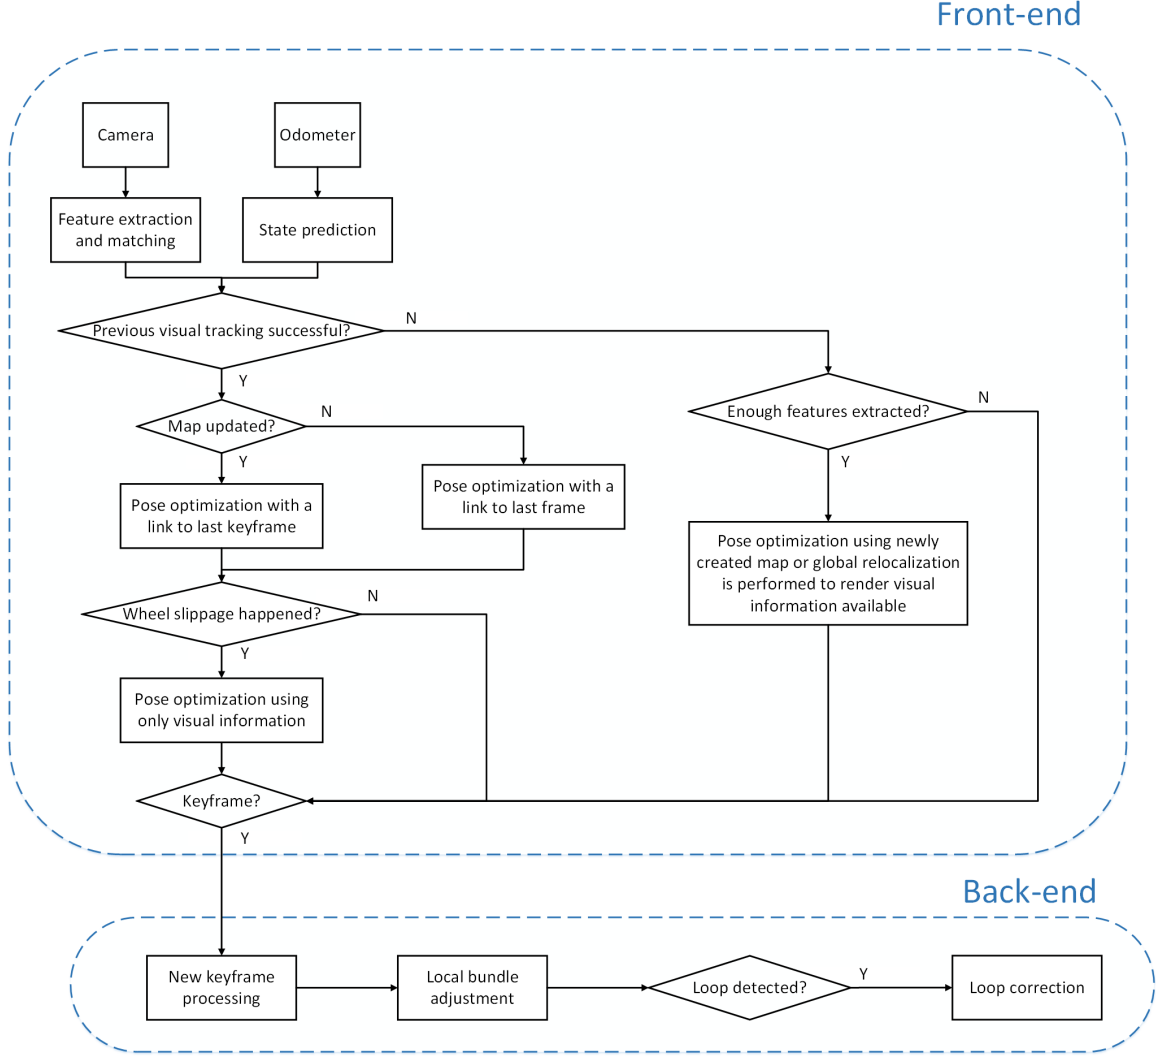 Front-end
Camera
Odometer
Feature extraction
and matching
State prediction
Previous visual tracking successful?
N
Y
Map updated?
N
Y
Enough features extracted?
N
Y
Pose optimization with a
link to last keyframe
Pose optimization with a
link to last frame
Pose optimization using newly
created map or global relocalization
is performed to render visual
information available
Wheel slippage happened?
N
Y
Pose optimization using
only visual information
Keyframe?
Y
Back-end
New keyframe
processing
Local bundle
adjustment
Loop detected?
Y
Loop correction